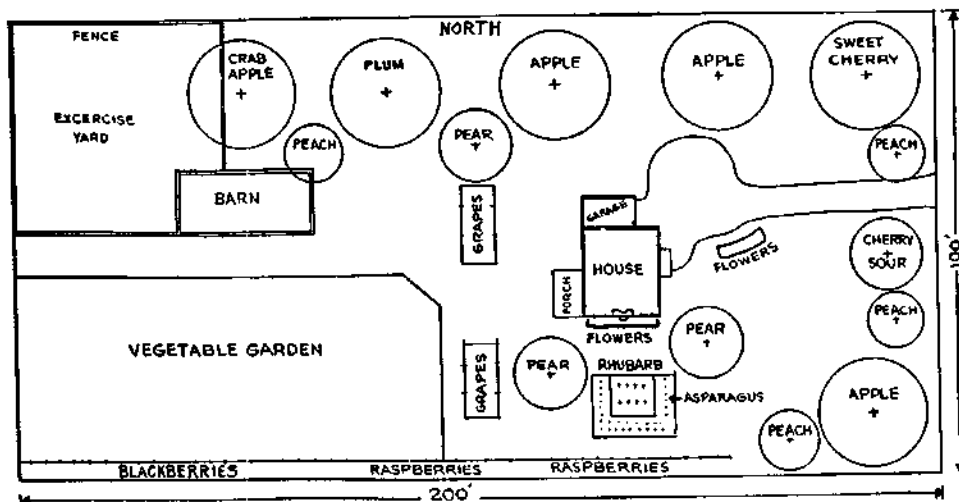 NORTH
FENCE
CRAB
APPLE
PLUM
APPLE
APPLE
SWEET
CHERRY
EXCERCISE
YARD
PEACH
PEAR
PEACH
BARN
GRAPES
GARAGE
HOUSE
PORCH
FLOWERS
CHERRY
SOUR
100'
PEACH
FLOWERS
PEAR
VEGETABLE GARDEN
GRAPES
PEAR
RHUBARB
ASPARAGUS
APPLE
PEACH
BLACKBERRIES
RASPBERRIES
RASPBERRIES
200'